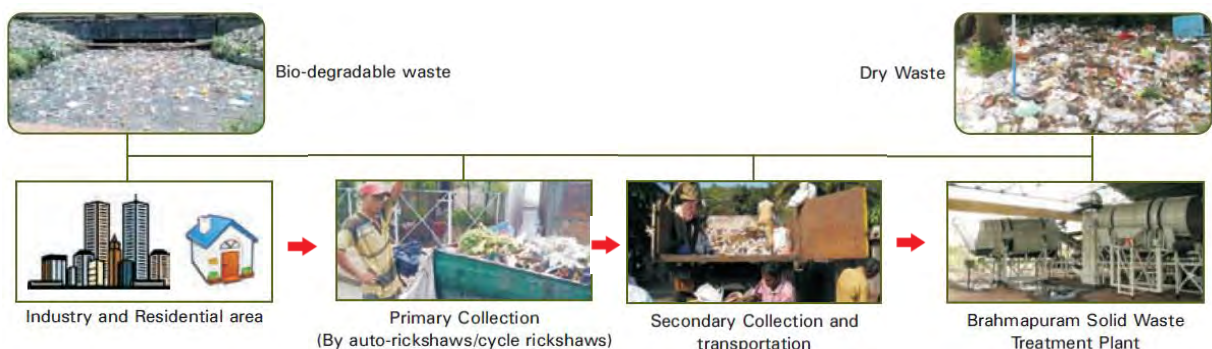 Bio-degradable waste
Dry Waste
Industry and Residential area
Primary Collection
(By auto-rickshaws/cycle rickshaws)
Secondary Collection and
transportation
Brahmapuram Solid Waste
Treatment Plant